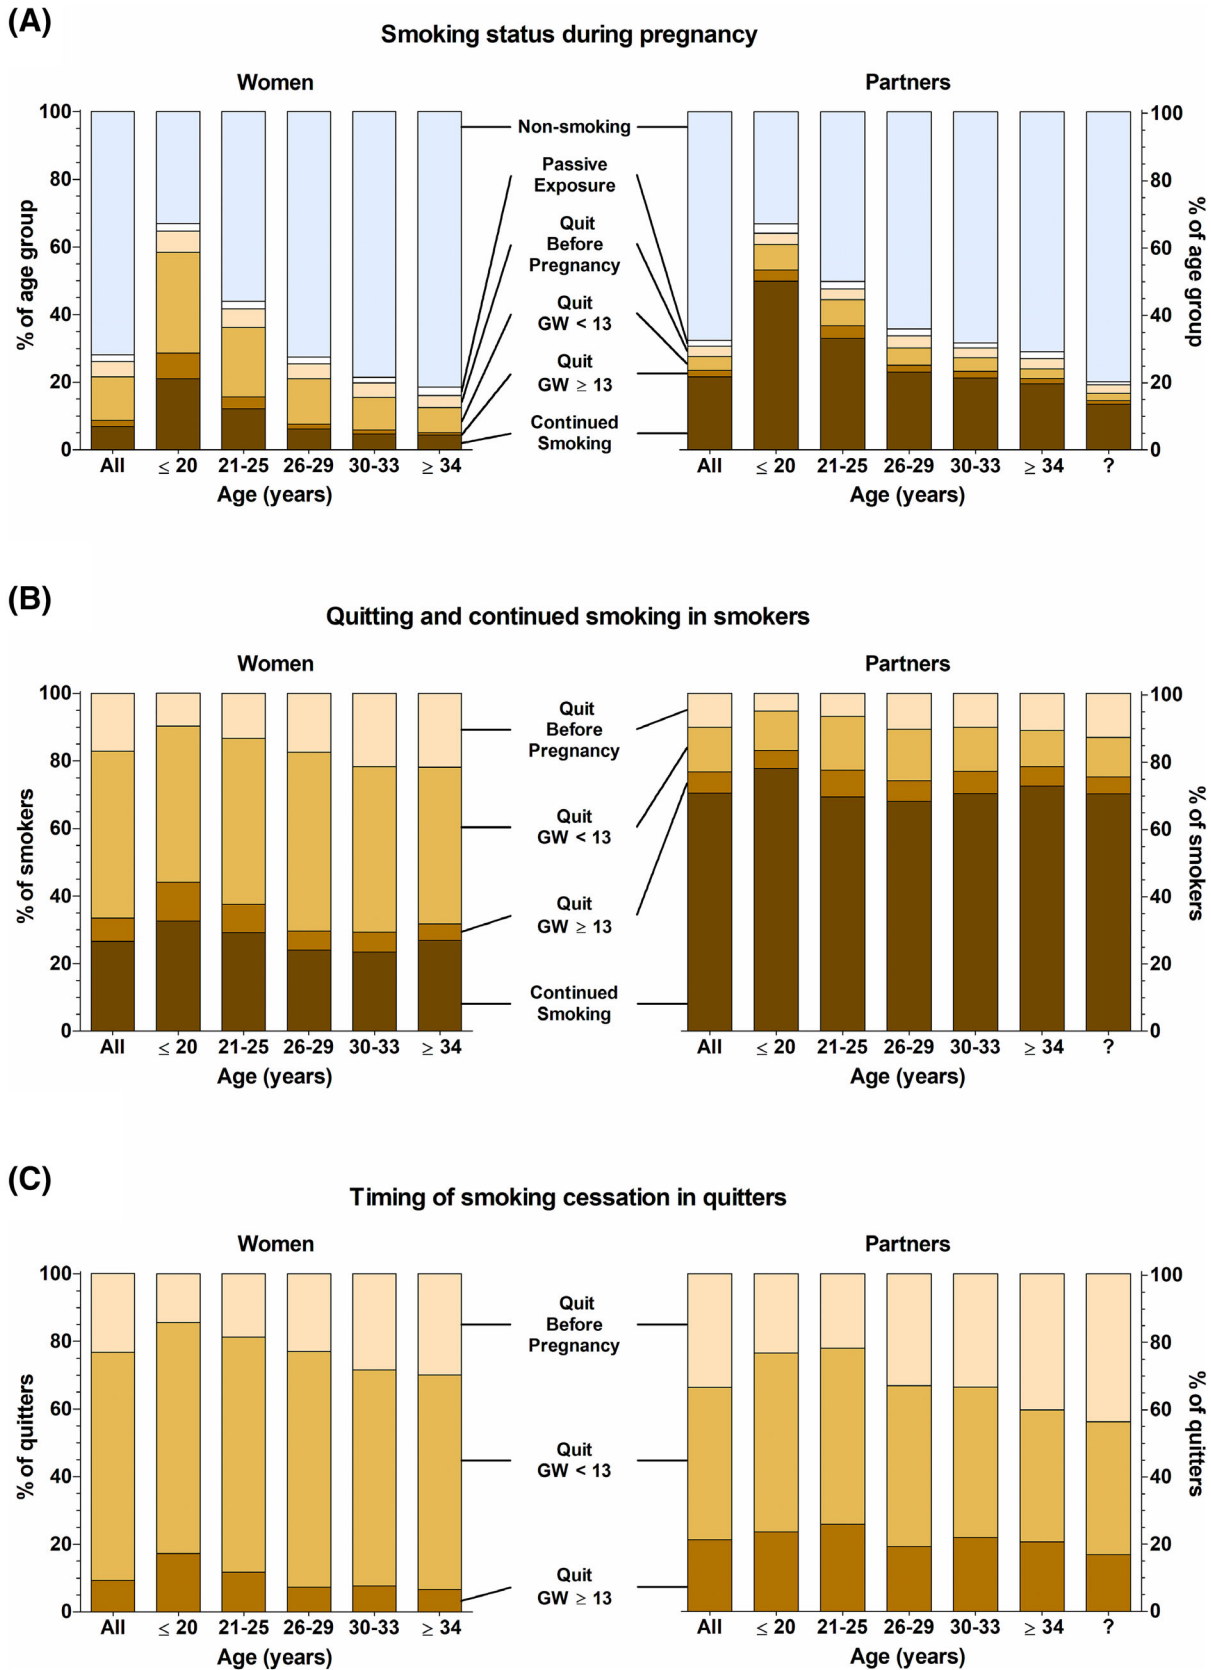 (A)
Smoking status during pregnancy
Women
Partners
% of age group
100
80
60
40
20
0
All
≤ 20
21-25
26-29
30-33
≥ 34
Age (years)
Non-smoking
Passive
Exposure
Quit
Before
Pregnancy
Quit
GW < 13
Quit
GW ≥ 13
Continued
Smoking
All
≤ 20
21-25
26-29
30-33
≥ 34
?
Age (years)
100
80
60
40
20
0
% of age group
(B)
Quitting and continued smoking in smokers
Women
Partners
% of smokers
100
80
60
40
20
0
All
≤ 20
21-25
26-29
30-33
≥ 34
Age (years)
Quit
Before
Pregnancy
Quit
GW < 13
Quit
GW ≥ 13
Continued
Smoking
All
≤ 20
21-25
26-29
30-33
≥ 34
?
Age (years)
100
80
60
40
20
0
% of smokers
(C)
Timing of smoking cessation in quitters
Women
Partners
% of quitters
100
80
60
40
20
0
All
≤ 20
21-25
26-29
30-33
≥ 34
Age (years)
Quit
Before
Pregnancy
Quit
GW < 13
Quit
GW ≥ 13
All
≤ 20
21-25
26-29
30-33
≥ 34
?
Age (years)
100
80
60
40
20
0
% of quitters